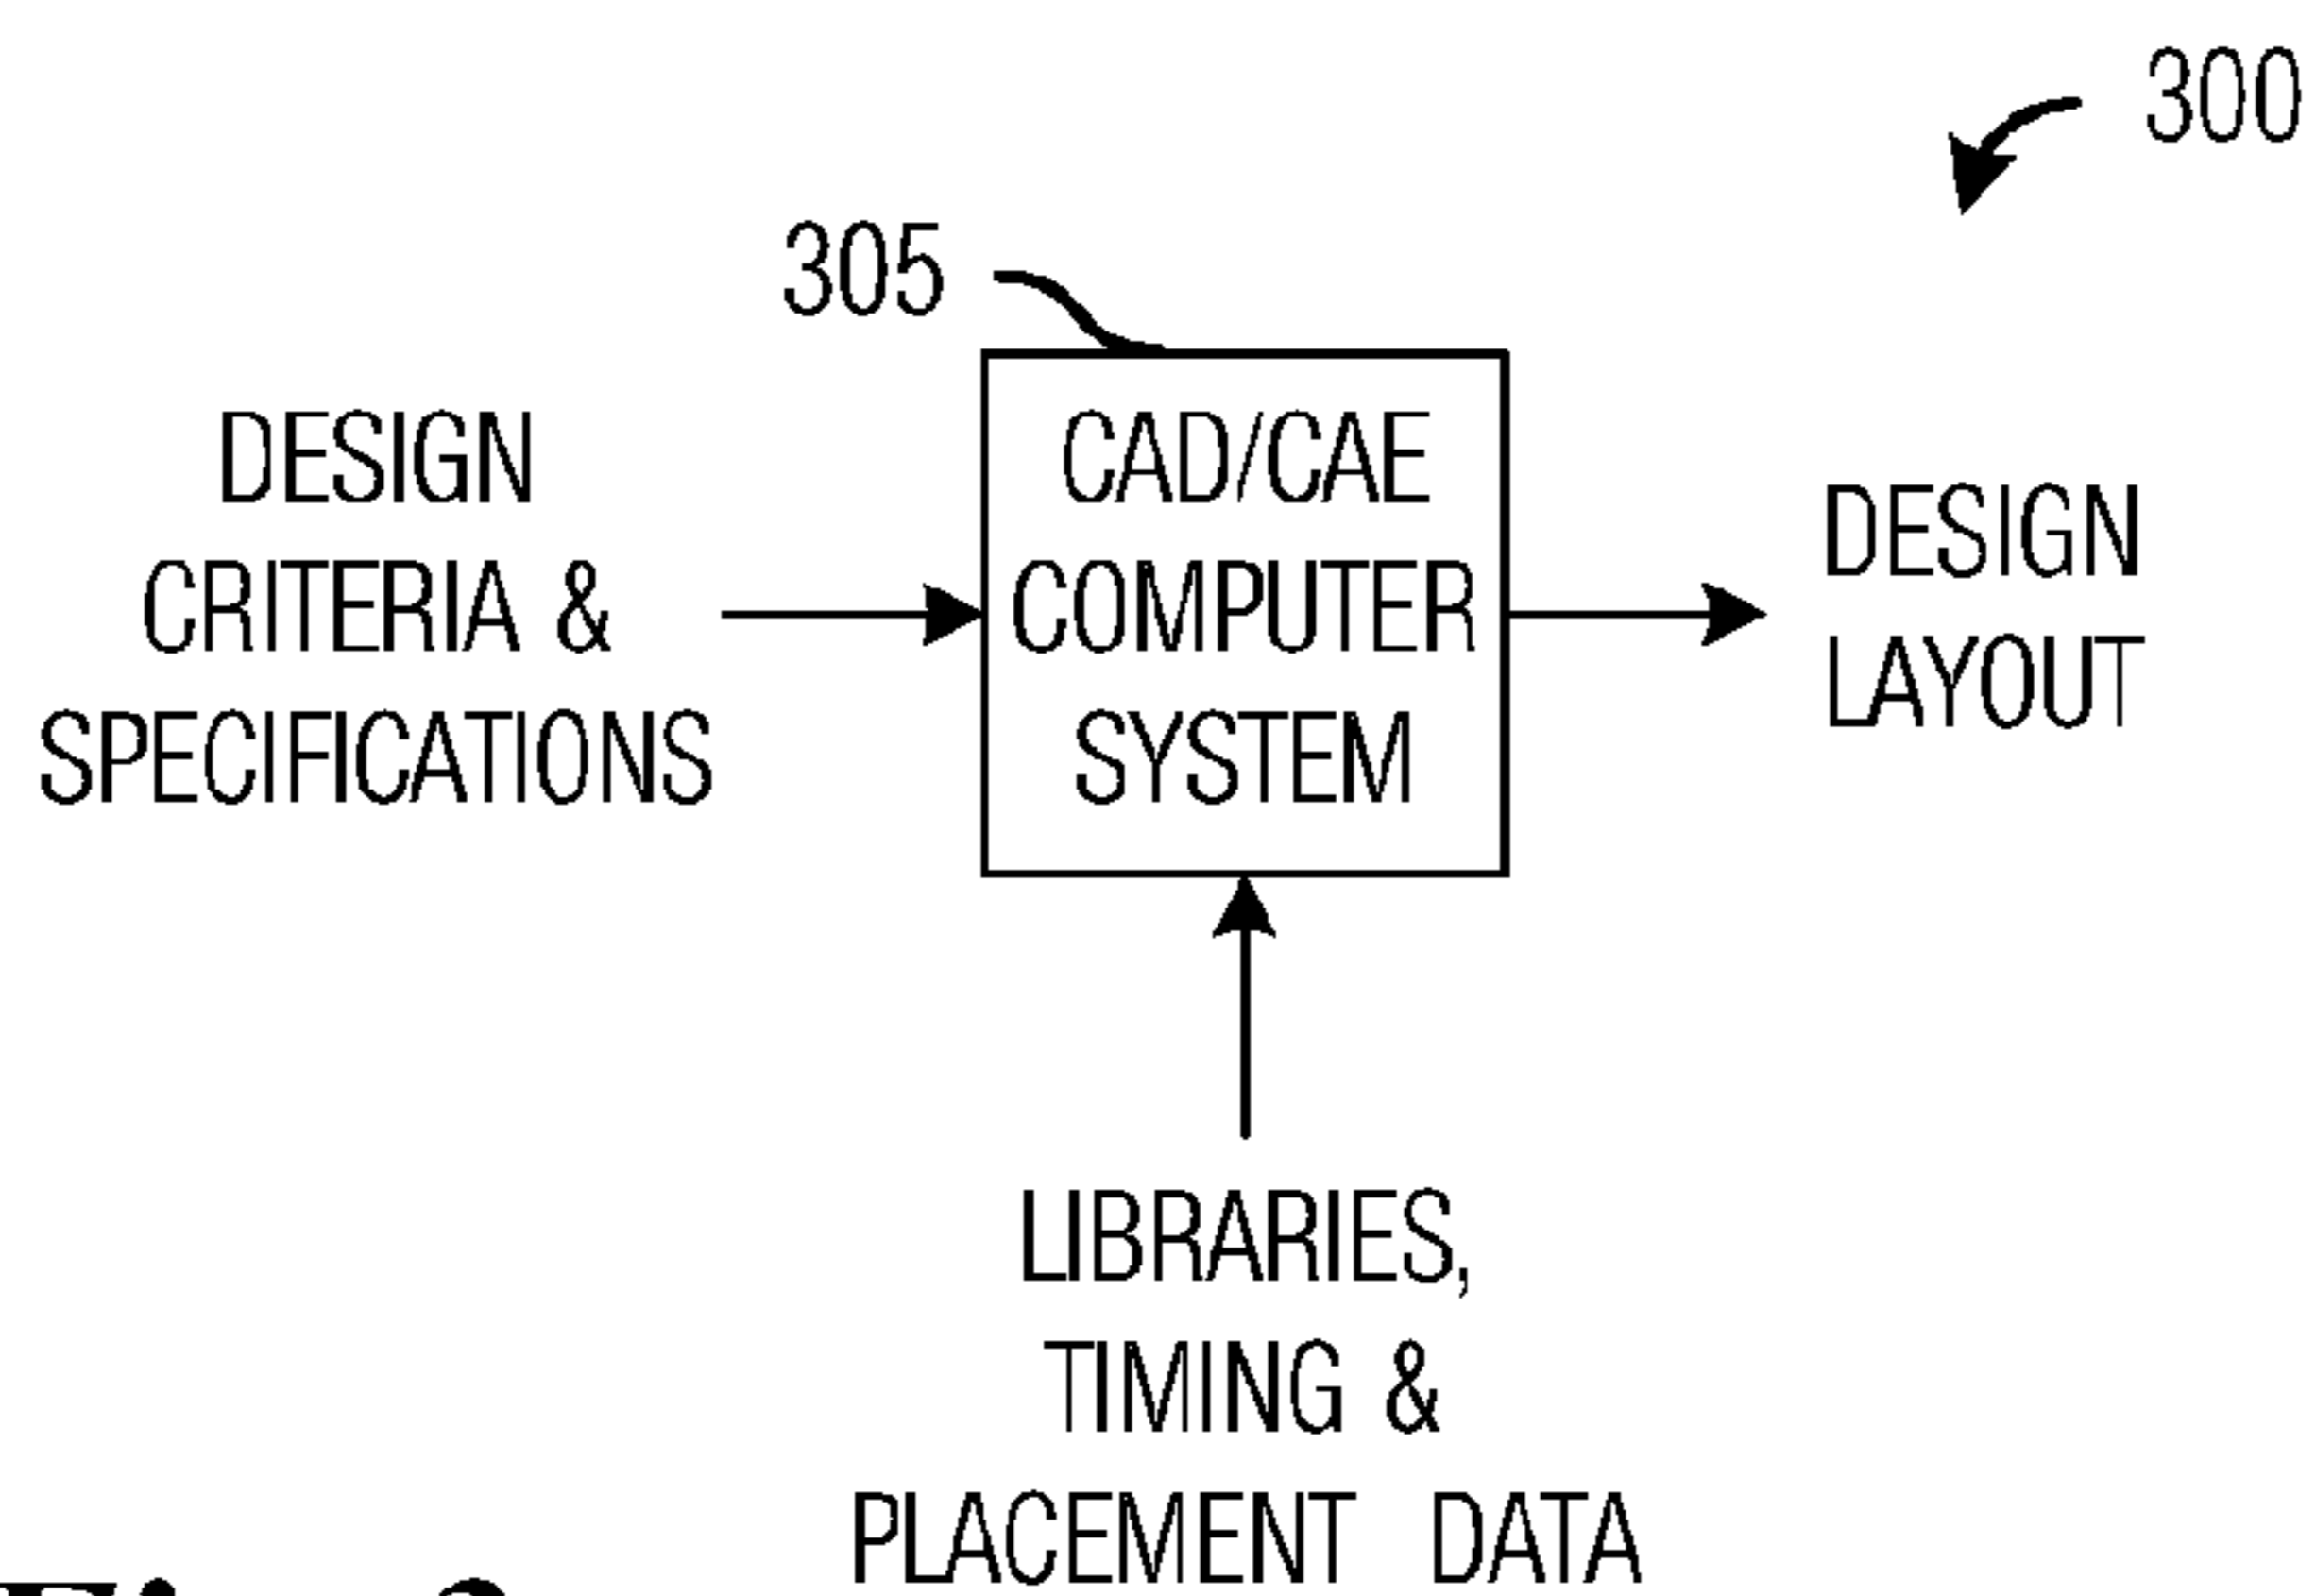 300
305
DESIGN
CRITERIA &
SPECIFICATIONS
CAD/CAE
COMPUTER
SYSTEM
DESIGN
LAYOUT
LIBRARIES,
TIMING &
PLACEMENT DATA